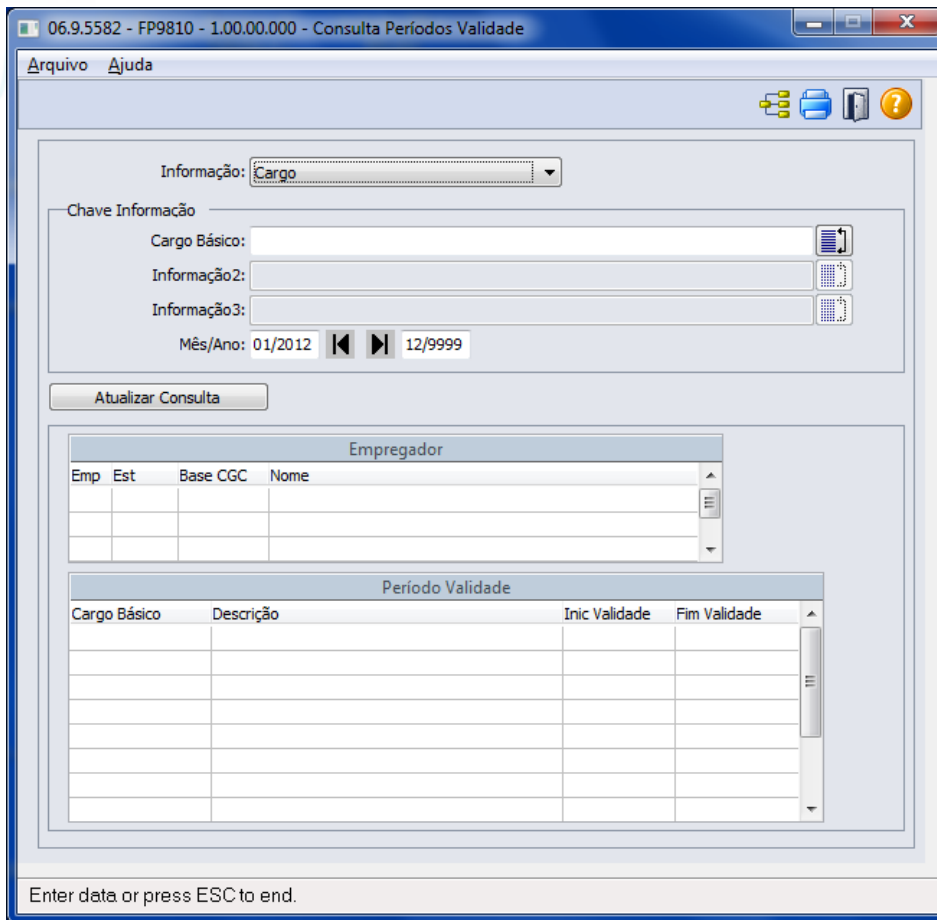 06.9.5582 - FP9810 - 1.00.00.000 - Consulta Períodos Validade
Arquivo Ajuda
Informação: Cargo
Chave Informação
Cargo Básico:
Informação2:
Informação3:
Mês/Ano: 01/2012 12/9999
Atualizar Consulta
Empregador
Emp Est Base CGC Nome
Período Validade
Cargo Básico Descrição Inic Validade Fim Validade
Enter data or press ESC to end.